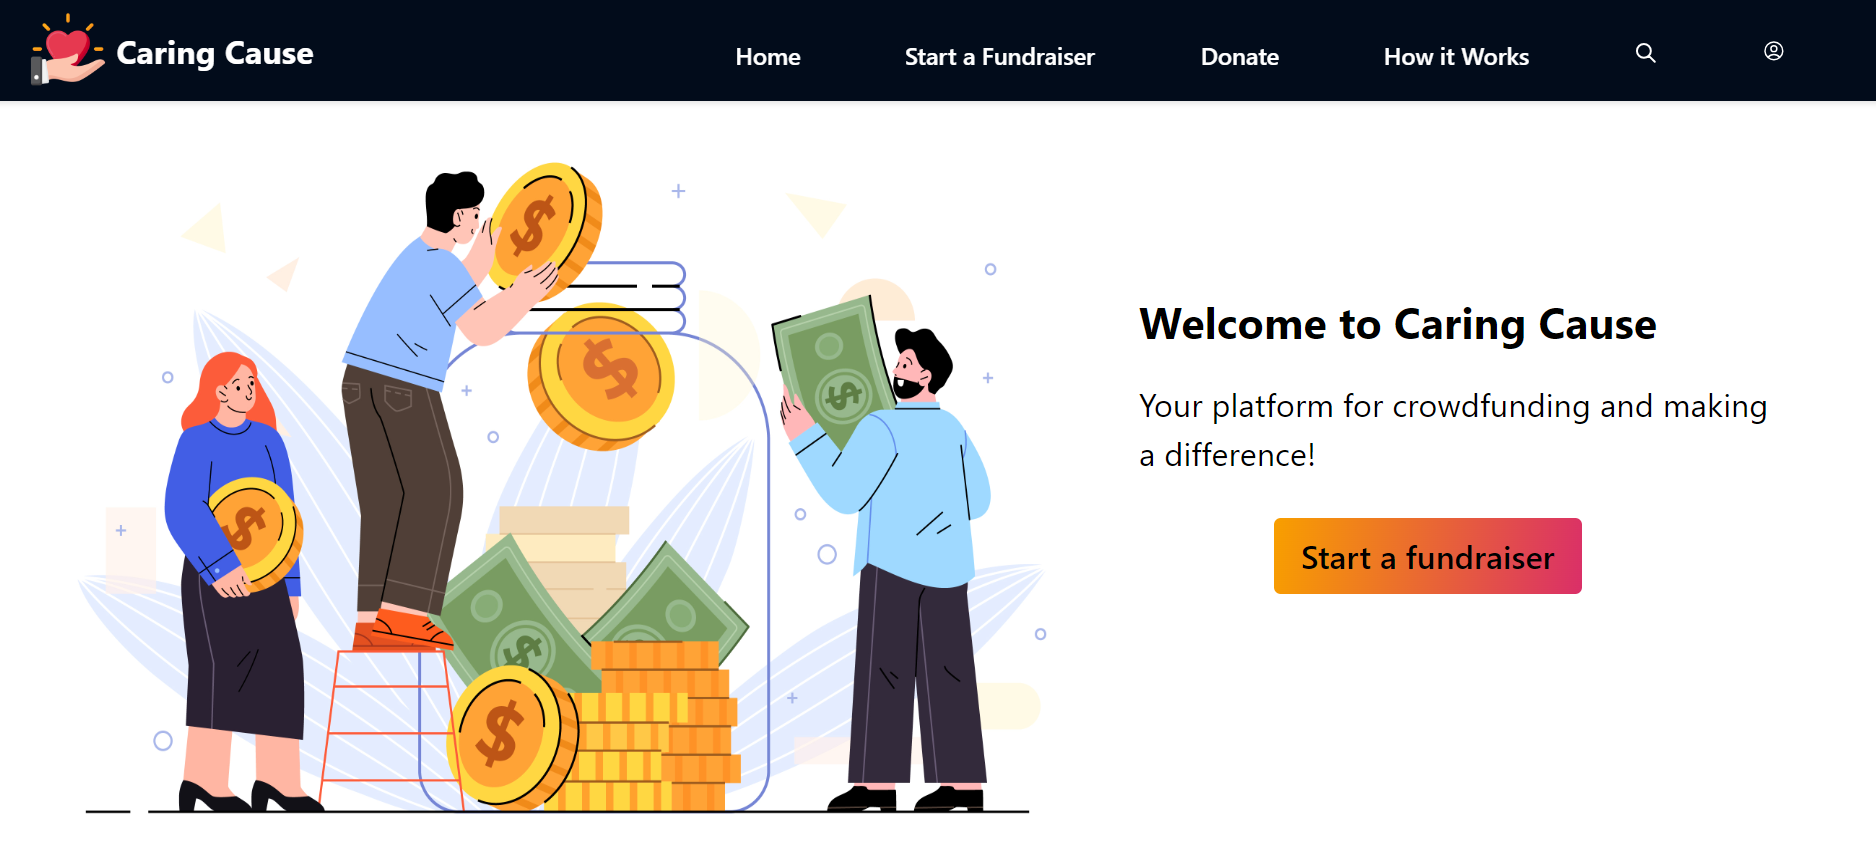 Caring Cause
Home
Start a Fundraiser
Donate
How it Works
Welcome to Caring Cause
Your platform for crowdfunding and making
a difference!
Start a fundraiser
$
$
$
$
$
$